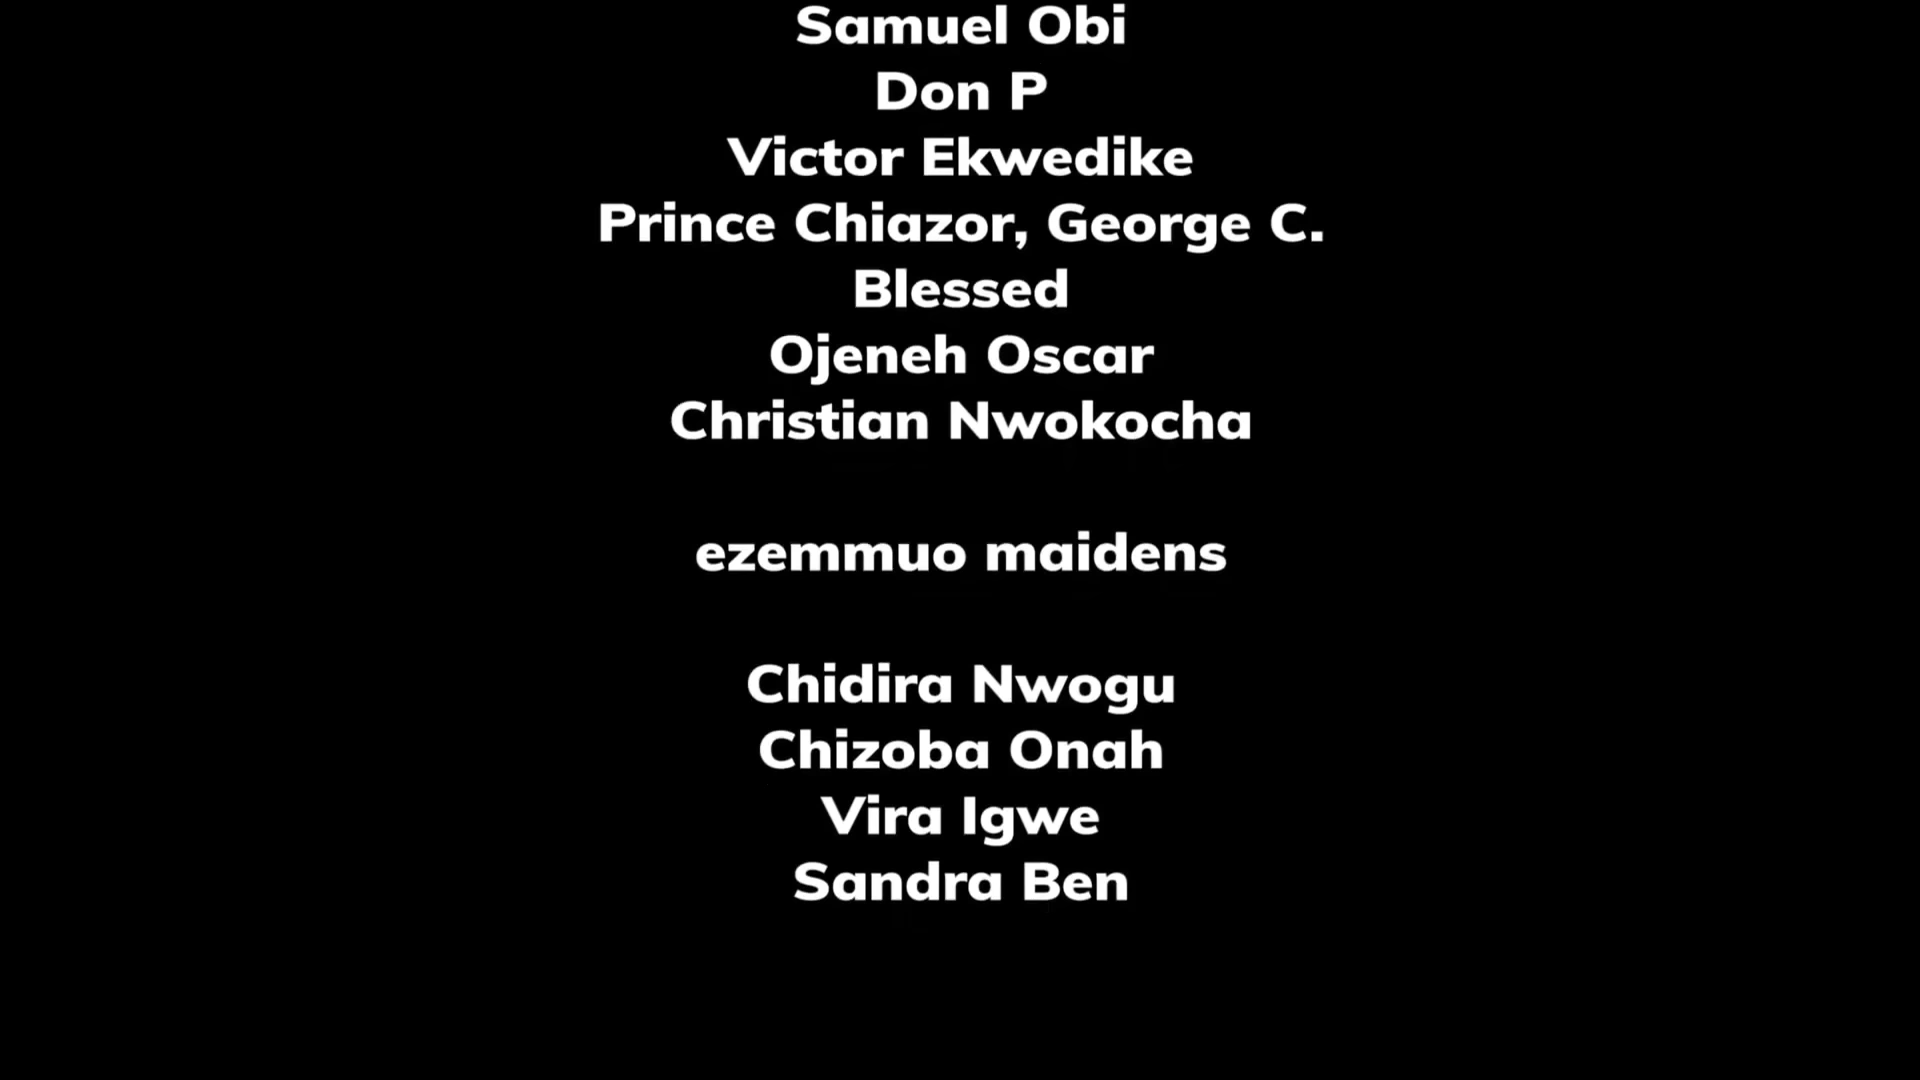 Samuel Obi
Don P
Victor Ekwedike
Prince Chiazor, George C.
Blessed
Ojeneh Oscar
Christian Nwokocha
ezemmuo maidens
Chidira Nwogu
Chizoba Onah
Vira Igwe
Sandra Ben